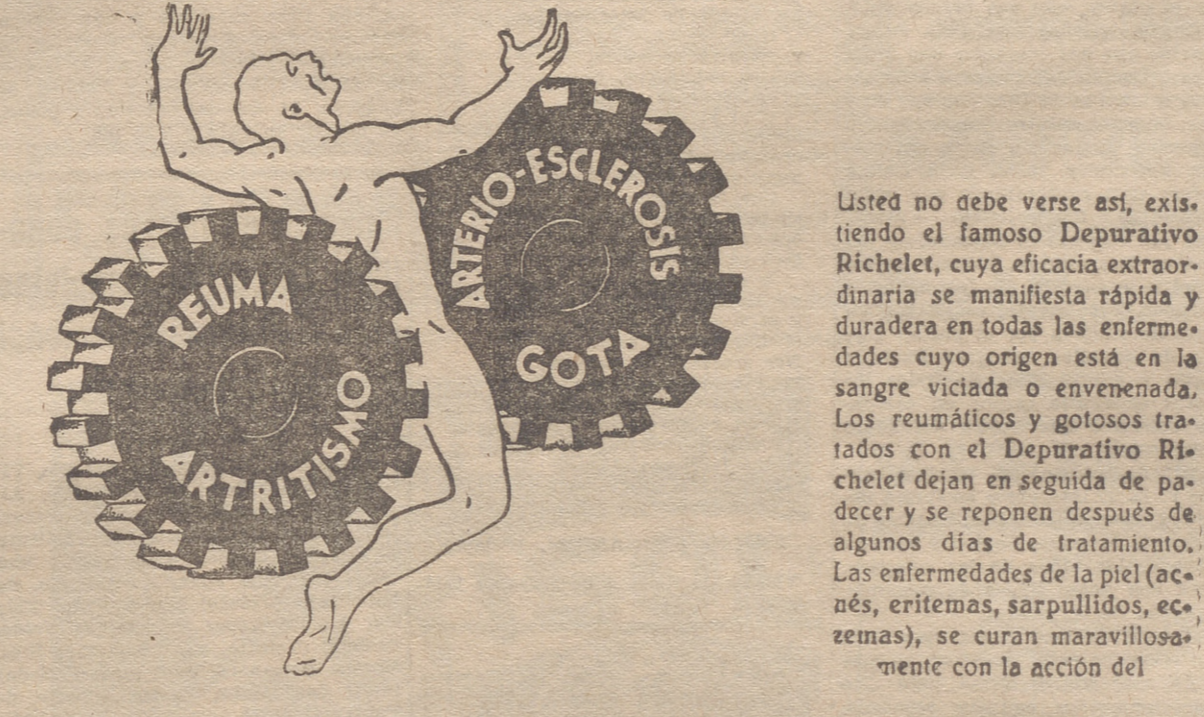 REUMA
ARTRITISMO
ARTERIO-ESCLEROSIS
GOTA
Usted no debe verse así, exis-
tiendo el famoso Depurativo
Richelet, cuya eficacia extraor-
dinaria se manifiesta rápida y
duradera en todas las enferme-
dades cuyo origen está en la
sangre viciada o envenenada.
Los reumáticos y gotosos tra-
tados con el Depurativo Ri-
chelet dejan en seguida de pa-
decer y se reponen después de
algunos días de tratamiento.
Las enfermedades de la piel (ac-
nés, eritemas, sarpullidos, ec-
zemas), se curan maravillosa-
mente con la acción del